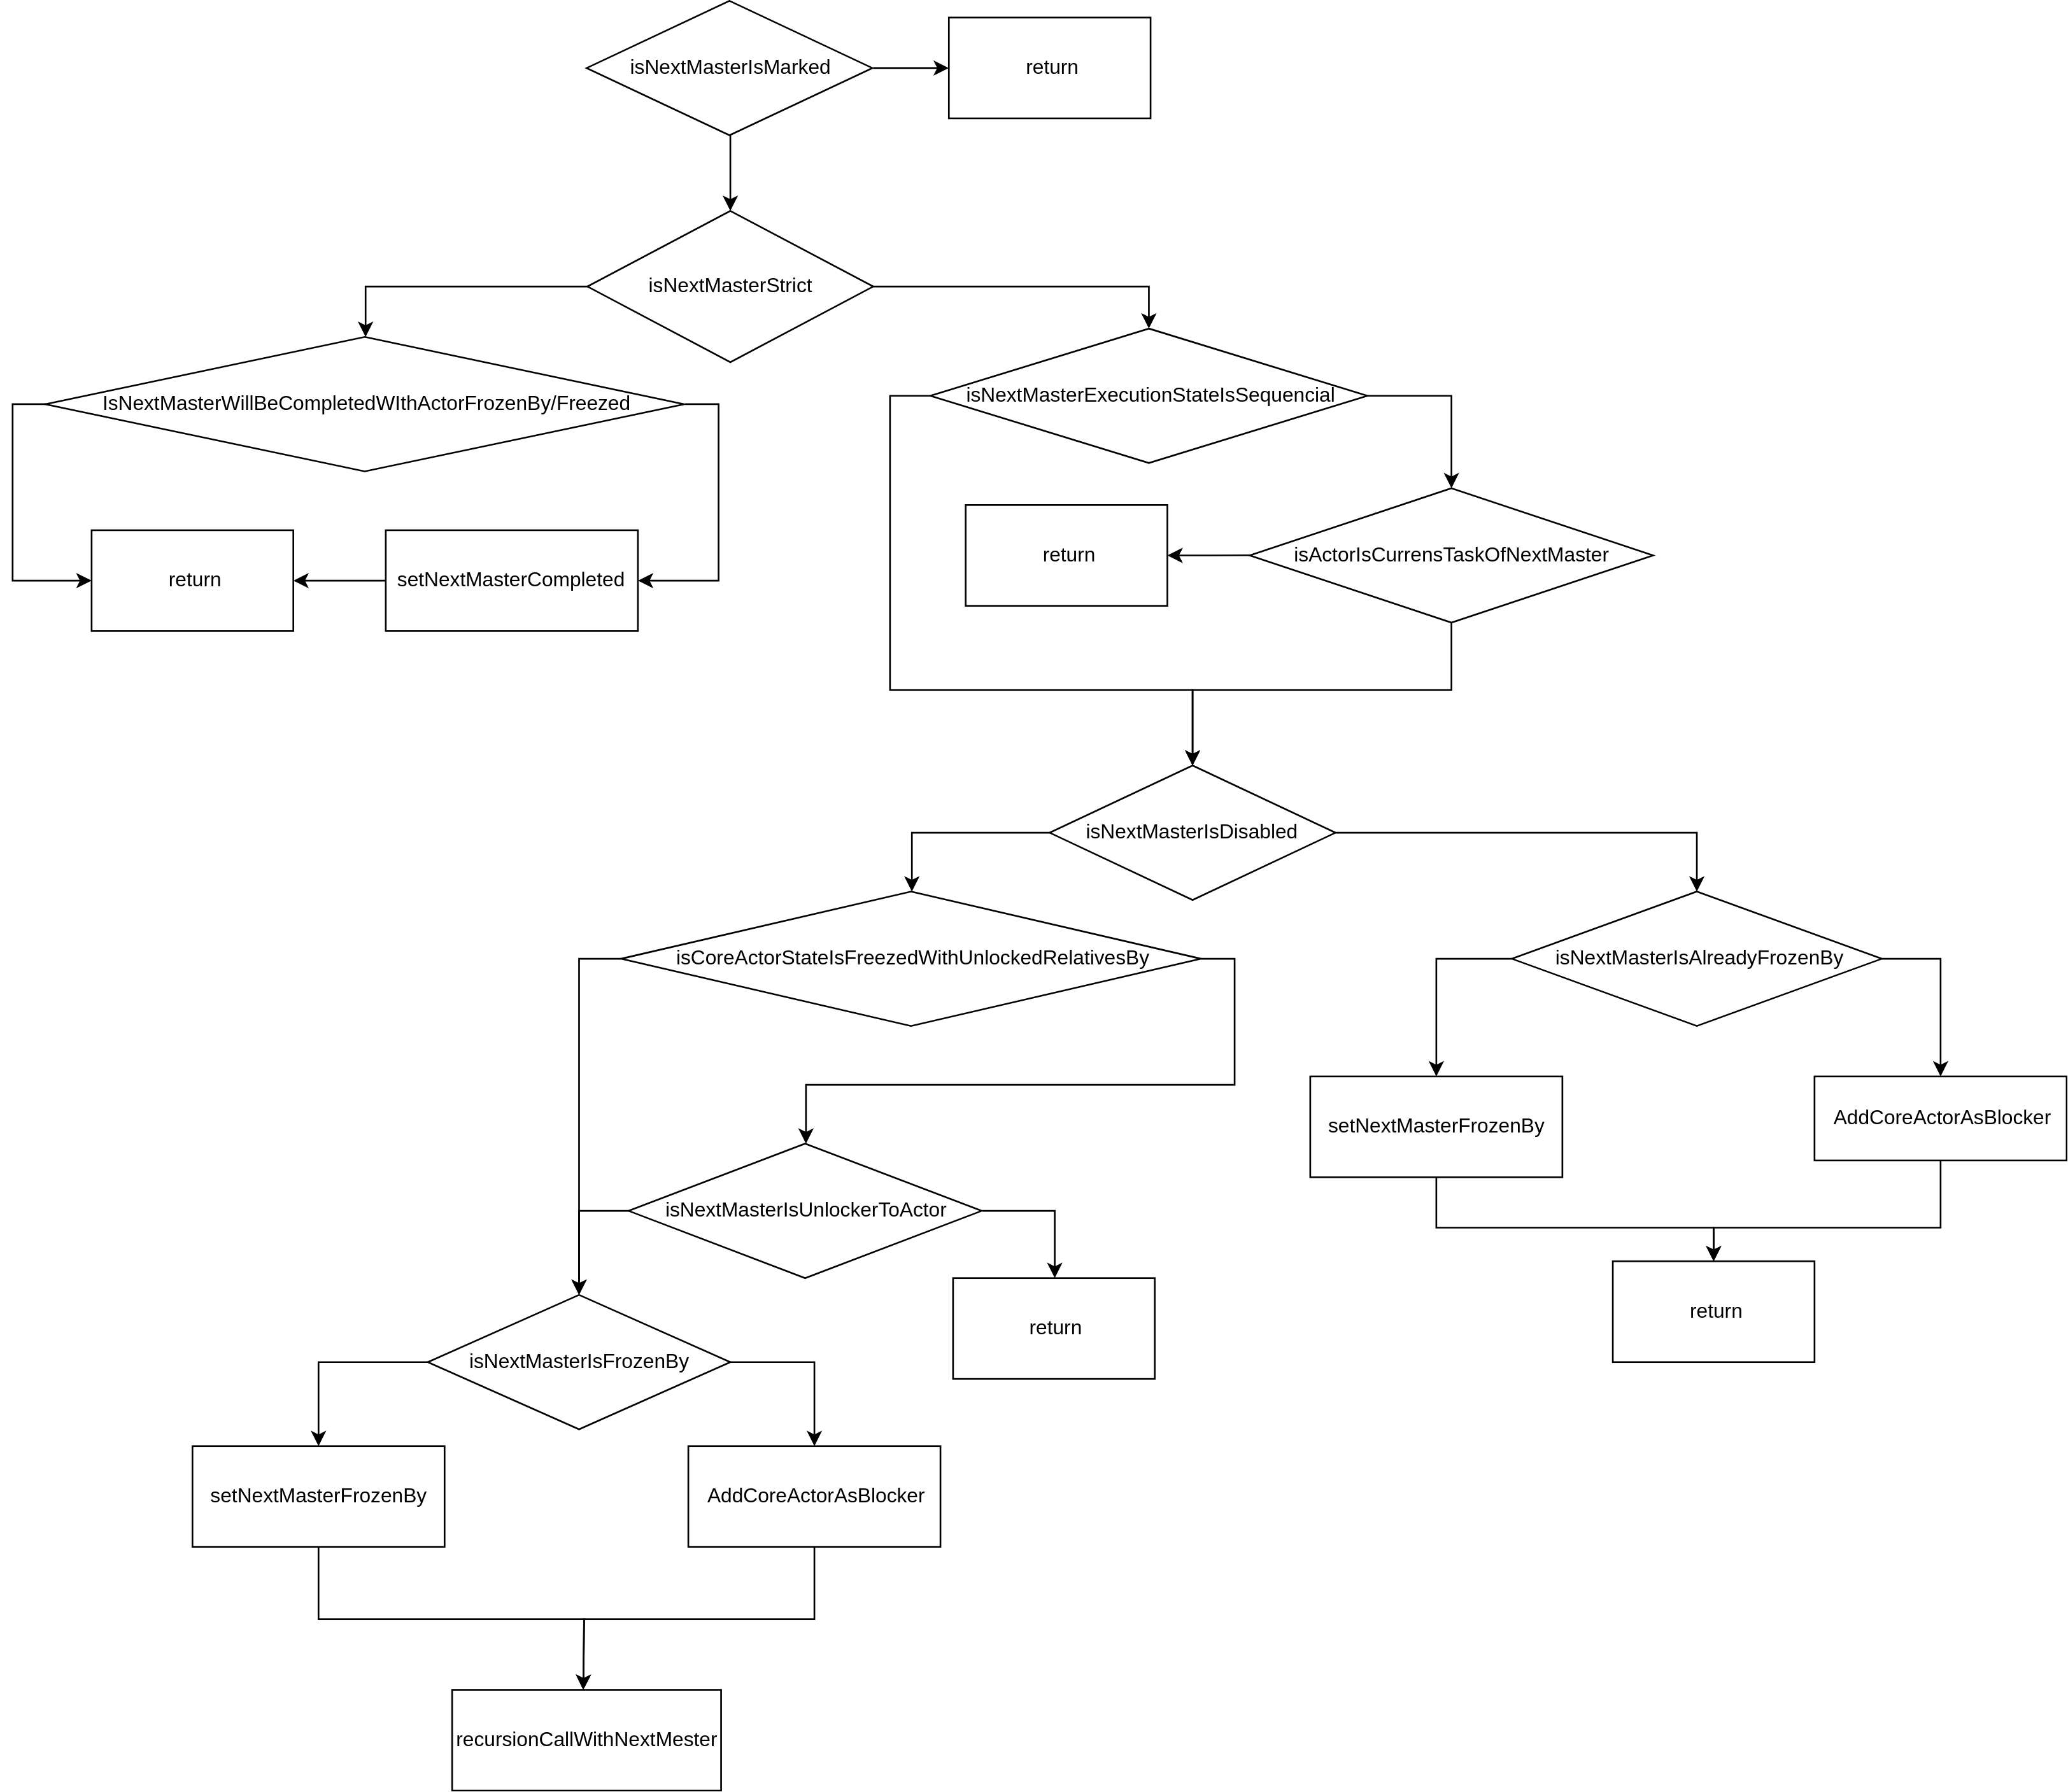 isNextMasterIsMarked
return
isNextMasterStrict
IsNextMasterWillBeCompletedWIthActorFrozenBy/Freezed
isNextMasterExecutionStateIsSequencial
return
setNextMasterCompleted
return
isActorIsCurrensTaskOfNextMaster
isNextMasterIsDisabled
isCoreActorStateIsFreezedWithUnlockedRelativesBy
isNextMasterIsAlreadyFrozenBy
setNextMasterFrozenBy
AddCoreActorAsBlocker
isNextMasterIsUnlockerToActor
return
return
isNextMasterIsFrozenBy
setNextMasterFrozenBy
AddCoreActorAsBlocker
recursionCallWithNextMester